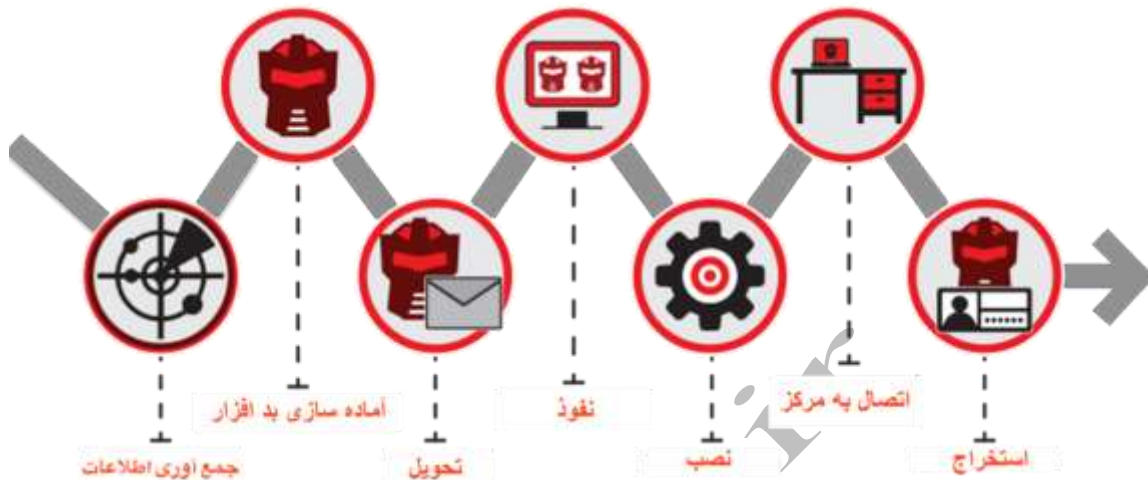 جمع آوری اطلاعات
آماده سازی بد افزار
تحویل
نفوذ
نصب
اتصال به مرکز
استخراج